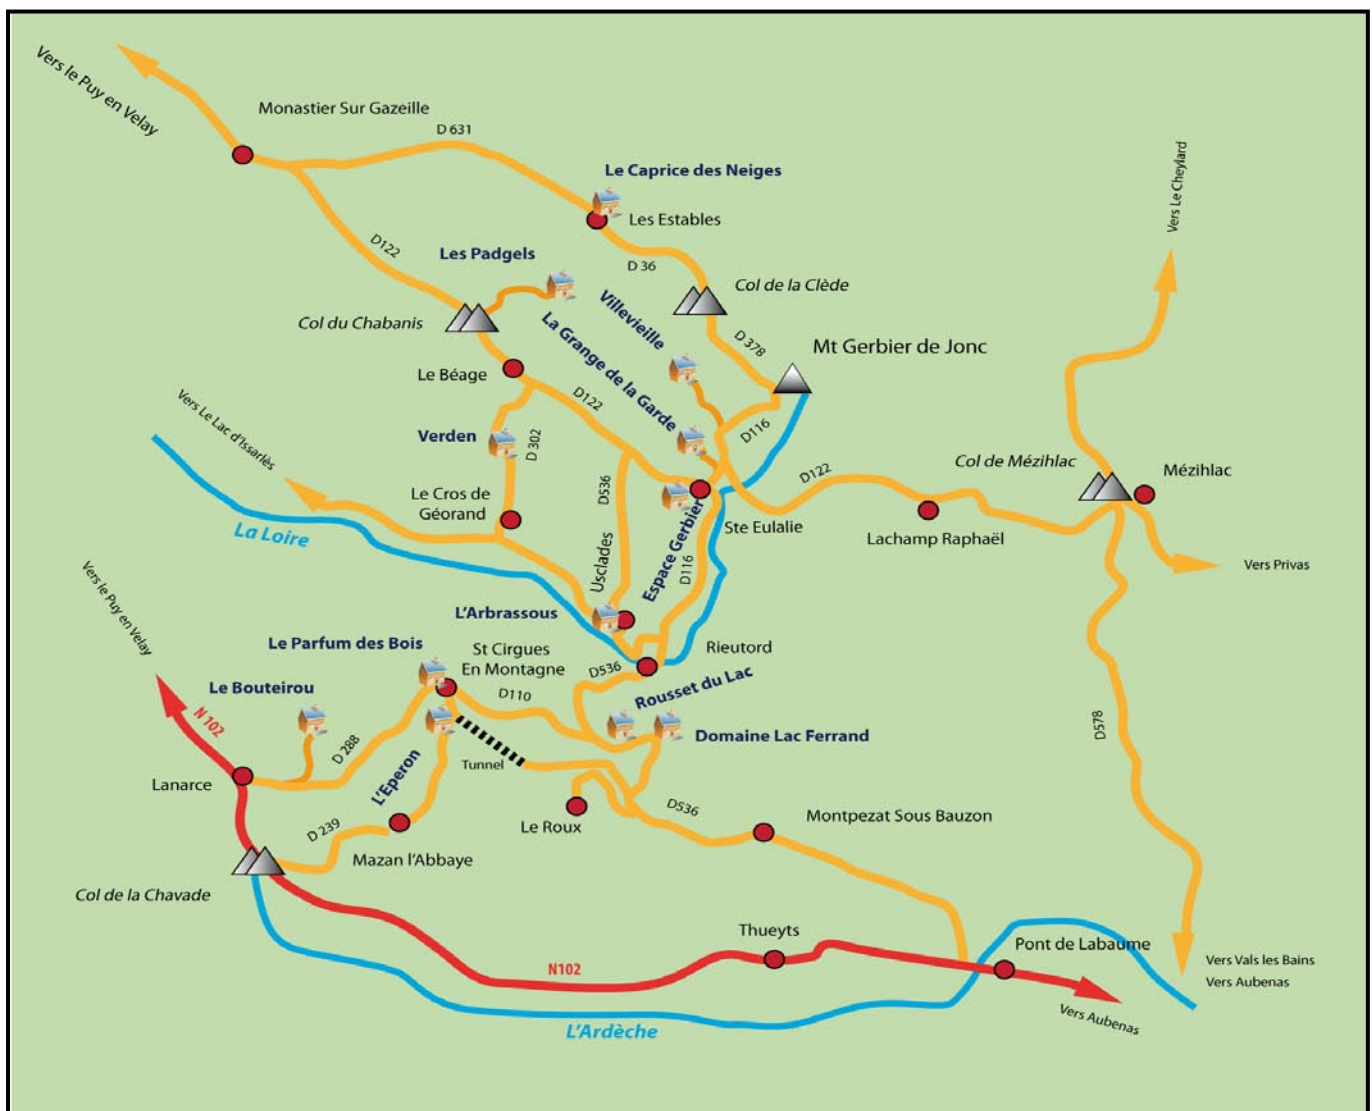 Vers le Puy en Velay
Monastier Sur Gazeille
D 631
Le Caprice des Neiges
Les Estables
Vers Le Cheylard
D122
Les Padgels
D 36
Col de la Clède
Col du Chabanis
Villevieille
La Grange de la Garde
D 378
Mt Gerbier de Jonc
Le Béage
D122
Vers Le Lac d'Issarlès
Verden
D 302
D116
Col de Mézihlac
Mézihlac
D122
Le Cros de
Géorand
D536
La Loire
Ste Eulalie
Lachamp Raphaël
Espace Gerbier
Usclades
D116
Vers Privas
Vers le Puy en Velay
L'Arbrassous
Le Parfum des Bois
St Cirgues
En Montagne
Rieutord
D536
Rousset du Lac
Le Bouteirou
D110
N 102
D 288
Domaine Lac Ferrand
D578
Tunnel
Lanarce
L'Eperon
D536
Le Roux
Montpezat Sous Bauzon
D 239
Mazan l'Abbaye
Col de la Chavade
Thueyts
Pont de Labaume
N102
Vers Vals les Bains
Vers Aubenas
Vers Aubenas
L'Ardèche